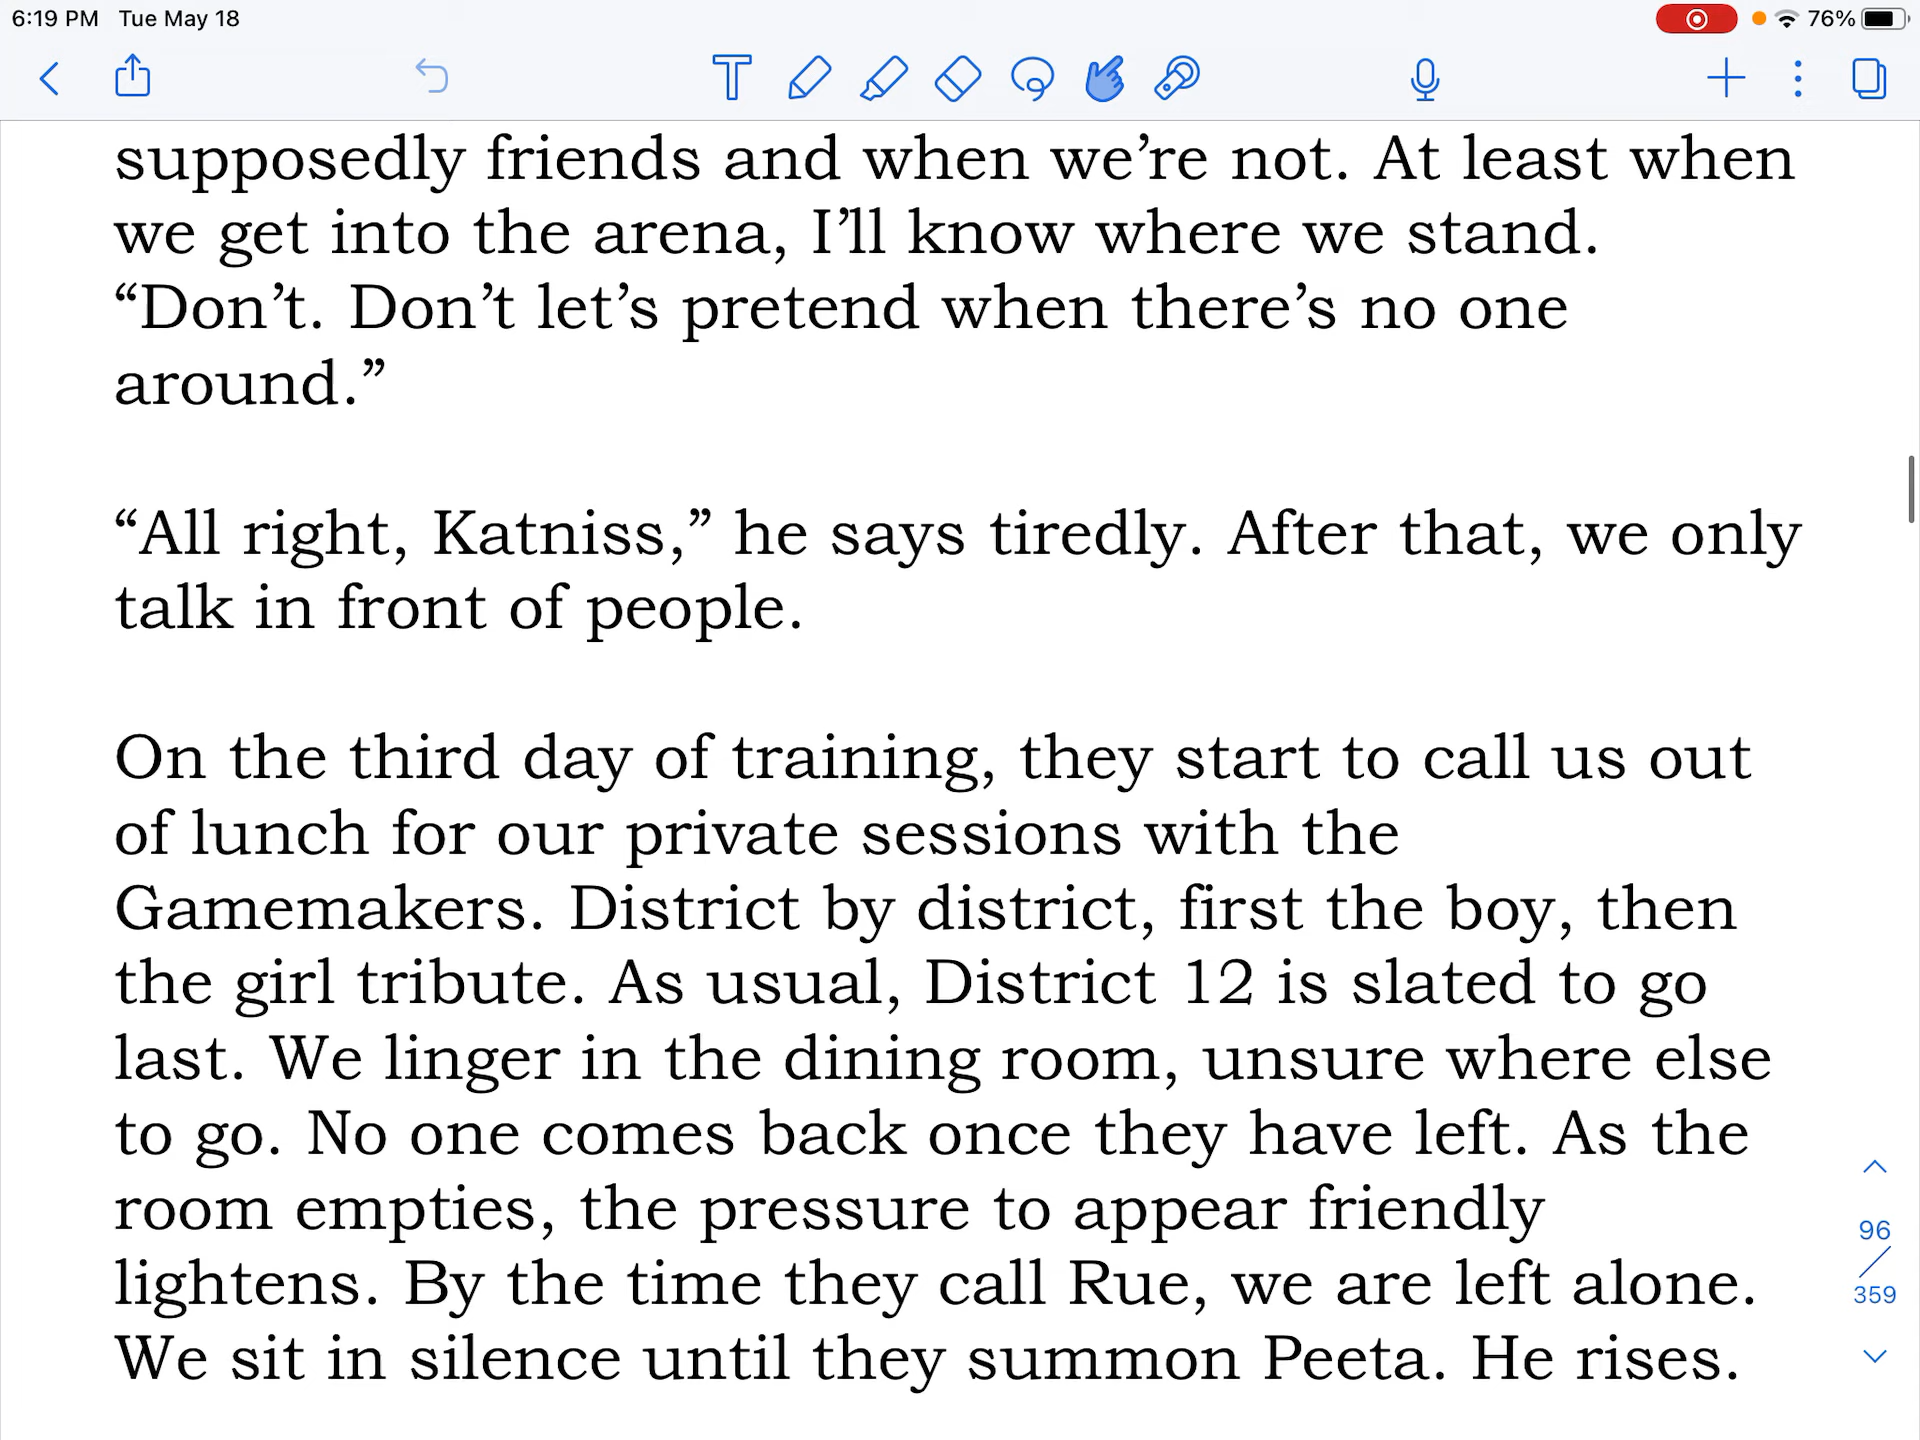 6:19 PM Tue May 18
76%
supposedly friends and when we’re not. At least when
we get into the arena, I’ll know where we stand.
“Don’t. Don’t let’s pretend when there’s no one
around.”
“All right, Katniss,” he says tiredly. After that, we only
talk in front of people.
On the third day of training, they start to call us out
of lunch for our private sessions with the
Gamemakers. District by district, first the boy, then
the girl tribute. As usual, District 12 is slated to go
last. We linger in the dining room, unsure where else
to go. No one comes back once they have left. As the
room empties, the pressure to appear friendly
lightens. By the time they call Rue, we are left alone.
We sit in silence until they summon Peeta. He rises.
96
359